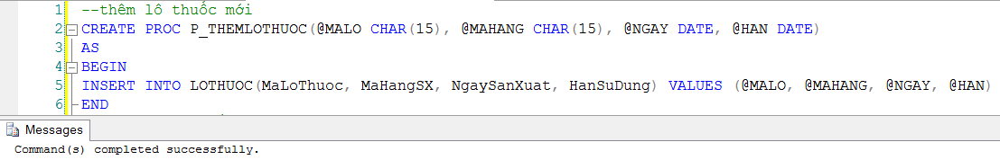 1 --thêm lô thuốc mới
2 CREATE PROC P_THEMLOTHUOC(@MALO CHAR(15), @MAHANG CHAR(15), @NGAY DATE, @HAN DATE)
3 AS
4 BEGIN
5 INSERT INTO LOTHUOC(MaLoThuoc, MaHangSX, NgaySanXuat, HanSuDung) VALUES (@MALO, @MAHANG, @NGAY, @HAN)
6 END
Messages
Command(s) completed successfully.